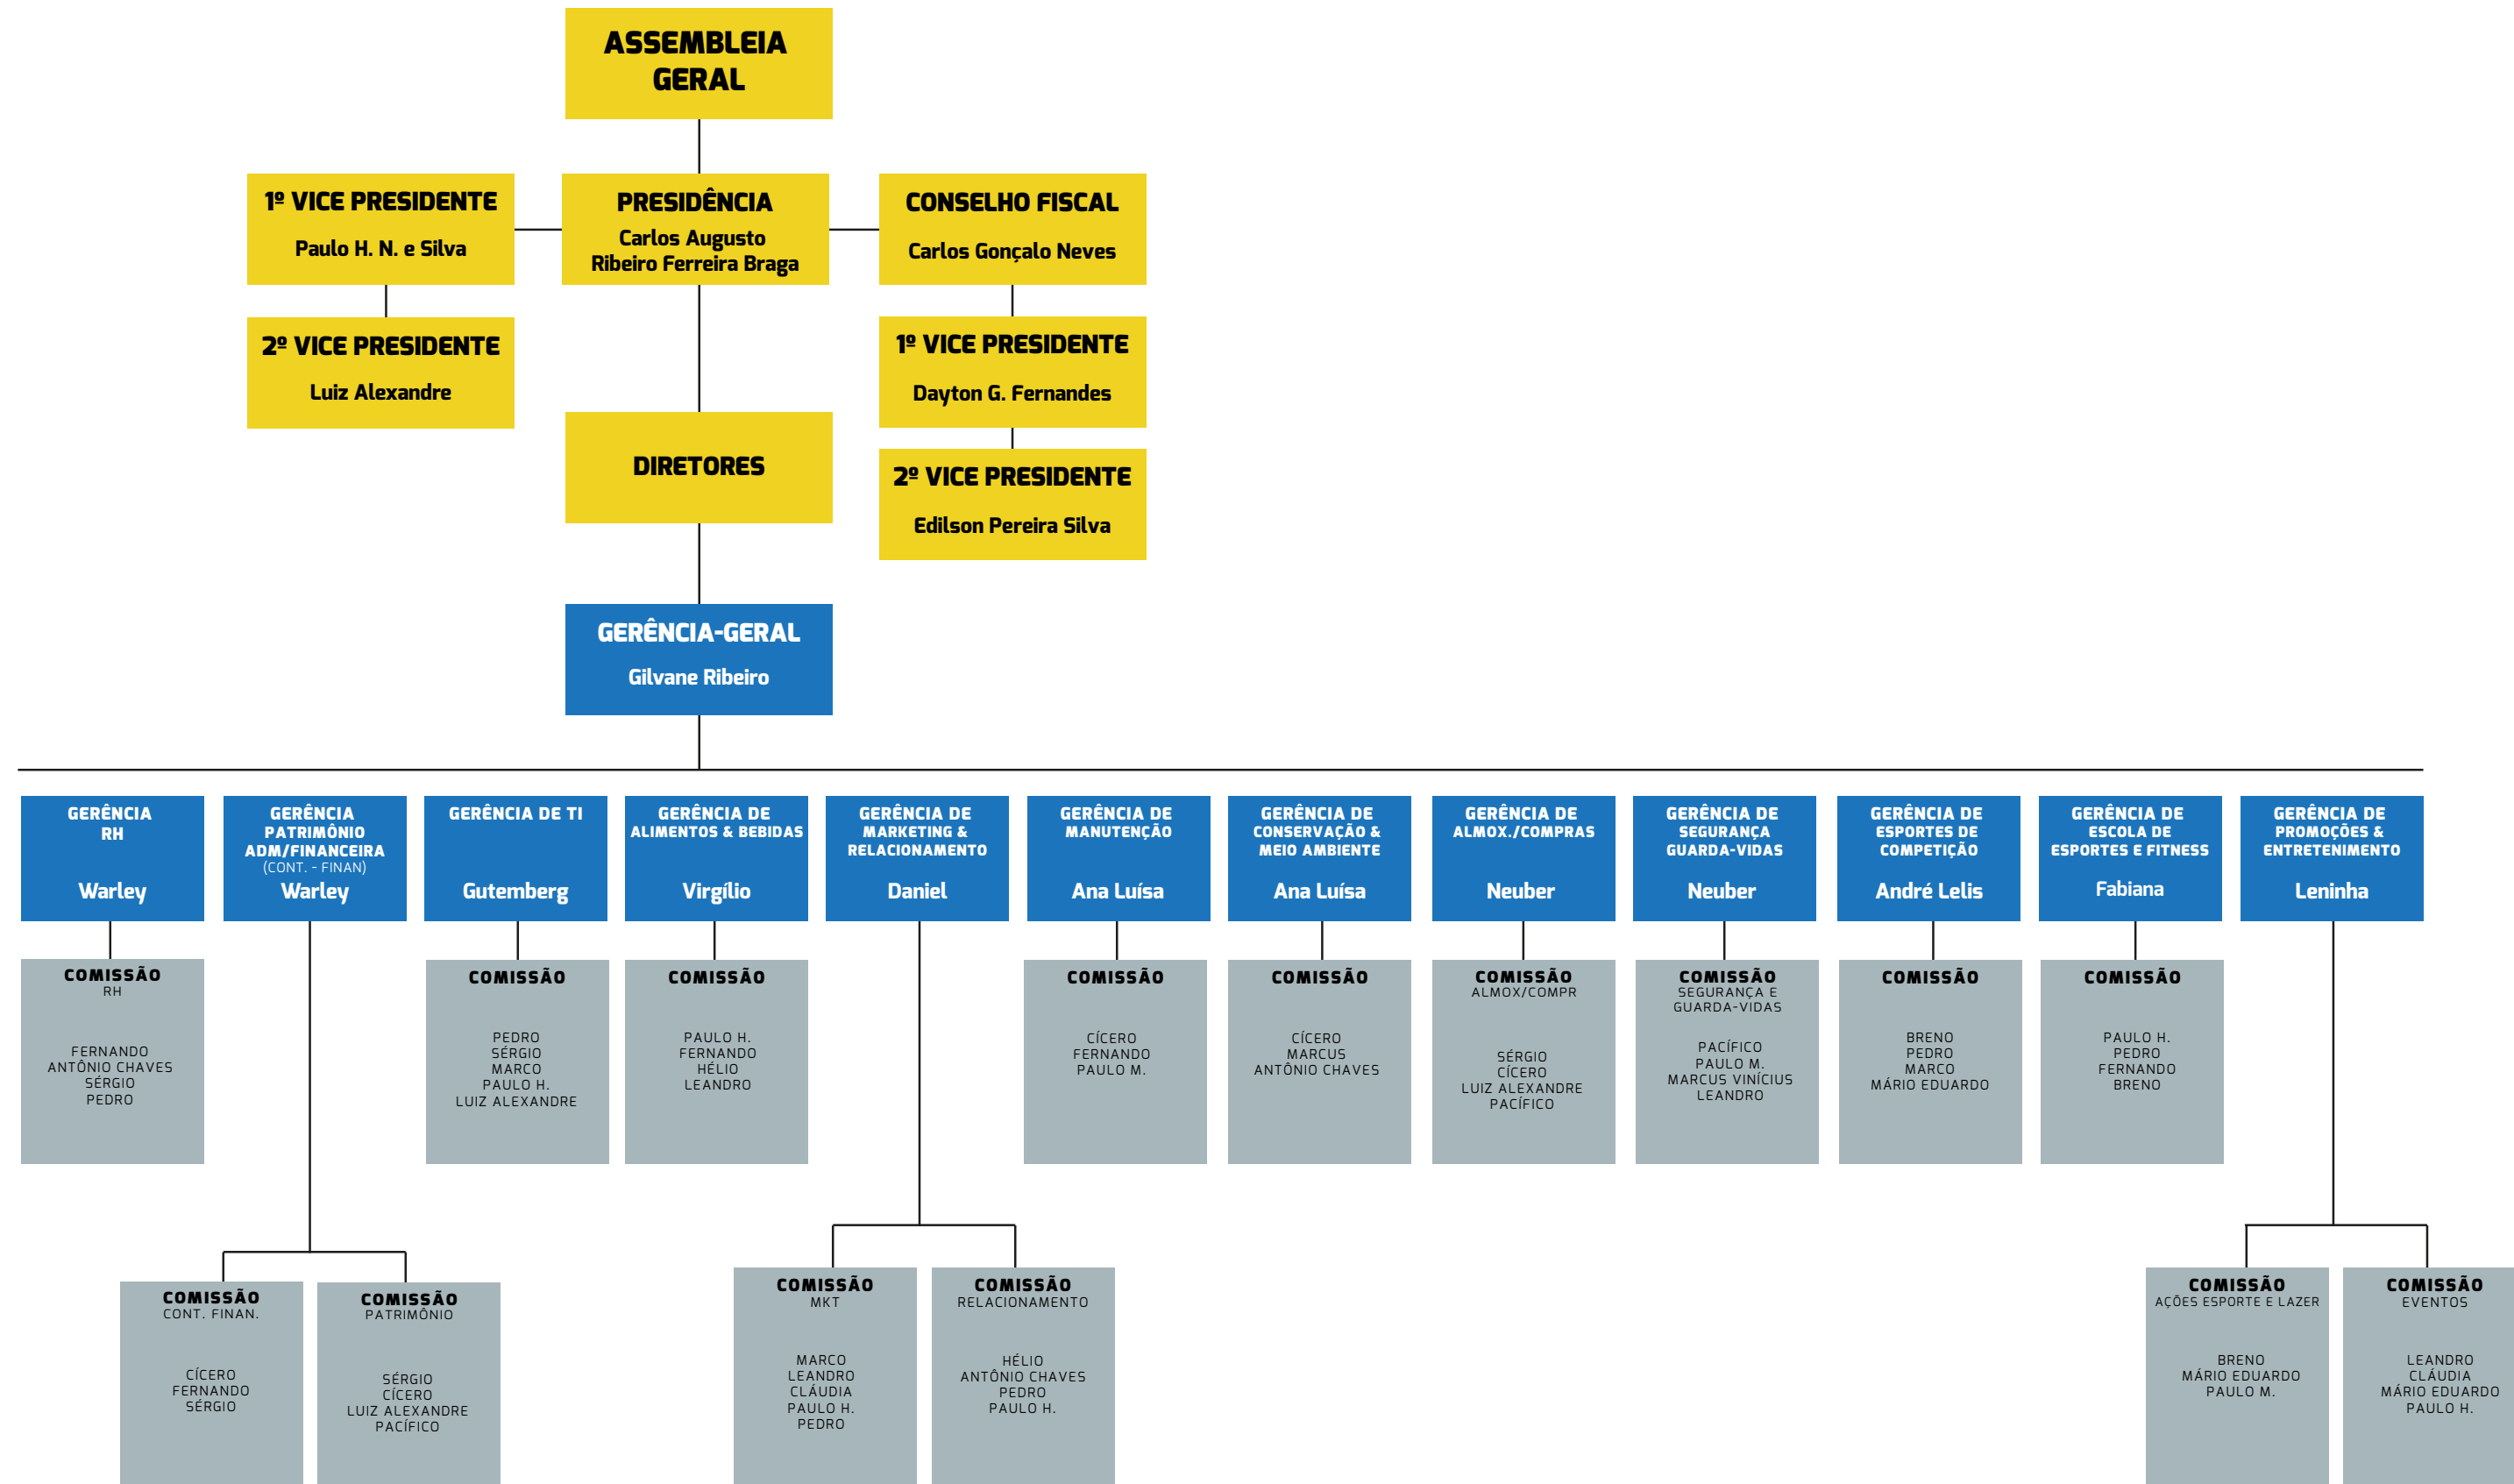 ASSEMBLEIA
GERAL
1º VICE PRESIDENTE
Paulo H. N. e Silva
PRESIDÊNCIA
Carlos Augusto
Ribeiro Ferreira Braga
CONSELHO FISCAL
Carlos Gonçalo Neves
2º VICE PRESIDENTE
Luiz Alexandre
1º VICE PRESIDENTE
Dayton G. Fernandes
DIRETORES
2º VICE PRESIDENTE
Edilson Pereira Silva
GERÊNCIA-GERAL
Gilvane Ribeiro
GERÊNCIA
RH
Warley
GERÊNCIA
PATRIMÔNIO
ADM/FINANCEIRA
(CONT. - FINAN)
Warley
GERÊNCIA DE TI
Gutemberg
GERÊNCIA DE
ALIMENTOS & BEBIDAS
Virgílio
GERÊNCIA DE
MARKETING &
RELACIONAMENTO
Daniel
GERÊNCIA DE
MANUTENÇÃO
Ana Luísa
GERÊNCIA DE
CONSERVAÇÃO &
MEIO AMBIENTE
Ana Luísa
GERÊNCIA DE
ALMOX./COMPRAS
Neuber
GERÊNCIA DE
SEGURANÇA
GUARDA-VIDAS
Neuber
GERÊNCIA DE
ESPORTES DE
COMPETIÇÃO
André Lelis
GERÊNCIA DE
ESCOLA DE
ESPORTES E FITNESS
Fabiana
GERÊNCIA DE
PROMOÇÕES &
ENTRETENIMENTO
Leninha
COMISSÃO
RH
FERNANDO
ANTÔNIO CHAVES
SÉRGIO
PEDRO
COMISSÃO
PEDRO
SÉRGIO
MARCO
PAULO H.
LUIZ ALEXANDRE
COMISSÃO
PAULO H.
FERNANDO
HÉLIO
LEANDRO
COMISSÃO
CÍCERO
FERNANDO
PAULO M.
COMISSÃO
CÍCERO
MARCUS
ANTÔNIO CHAVES
COMISSÃO
ALMOX/COMPR
SÉRGIO
CÍCERO
LUIZ ALEXANDRE
PACÍFICO
COMISSÃO
SEGURANÇA E
GUARDA-VIDAS
PACÍFICO
PAULO M.
MARCUS VINÍCIUS
LEANDRO
COMISSÃO
BRENO
PEDRO
MARCO
MÁRIO EDUARDO
COMISSÃO
PAULO H.
PEDRO
FERNANDO
BRENO
COMISSÃO
CONT. FINAN.
CÍCERO
FERNANDO
SÉRGIO
COMISSÃO
PATRIMÔNIO
SÉRGIO
CÍCERO
LUIZ ALEXANDRE
PACÍFICO
COMISSÃO
MKT
MARCO
LEANDRO
CLÁUDIA
PAULO H.
PEDRO
COMISSÃO
RELACIONAMENTO
HÉLIO
ANTÔNIO CHAVES
PEDRO
PAULO H.
COMISSÃO
AÇÕES ESPORTE E LAZER
BRENO
MÁRIO EDUARDO
PAULO M.
COMISSÃO
EVENTOS
LEANDRO
CLÁUDIA
MÁRIO EDUARDO
PAULO H.